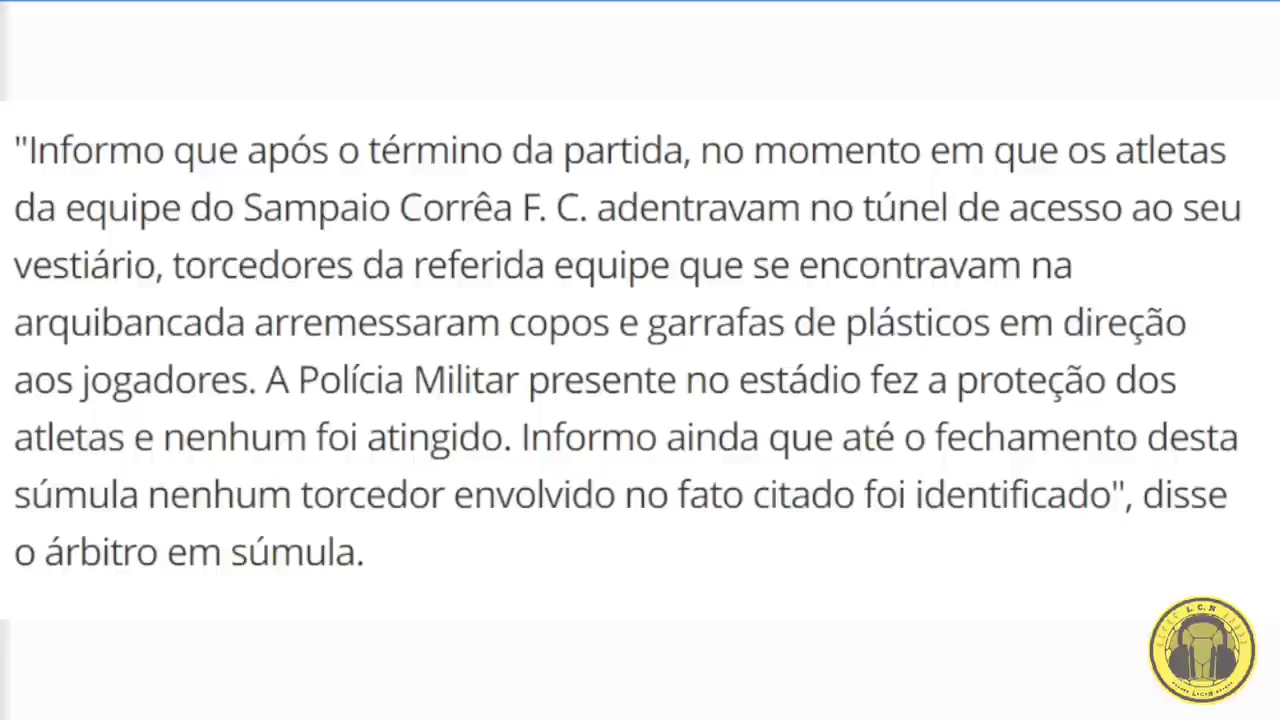 "Informo que após o término da partida, no momento em que os atletas
da equipe do Sampaio Corrêa F. C. adentravam no túnel de acesso ao seu
vestiário, torcedores da referida equipe que se encontravam na
arquibancada arremessaram copos e garrafas de plásticos em direção
aos jogadores. A Polícia Militar presente no estádio fez a proteção dos
atletas e nenhum foi atingido. Informo ainda que até o fechamento desta
súmula nenhum torcedor envolvido no fato citado foi identificado", disse
o árbitro em súmula.
L. C. N